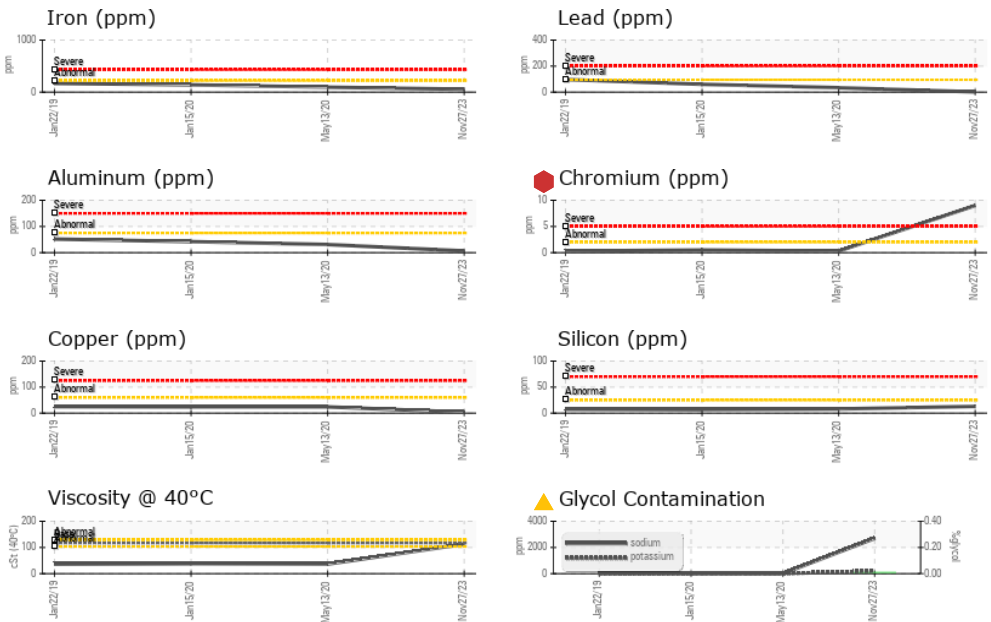 Iron (ppm)
1000
500
0
ppm
Severe
Abnormal
Jan22/19
Jan15/20
May13/20
Nov27/23
Lead (ppm)
400
200
0
ppm
Severe
Abnormal
Jan22/19
Jan15/20
May13/20
Nov27/23
Aluminum (ppm)
200
100
0
ppm
Severe
Abnormal
Jan22/19
Jan15/20
May13/20
Nov27/23
Chromium (ppm)
10
5
0
ppm
Severe
Abnormal
Jan22/19
Jan15/20
May13/20
Nov27/23
Copper (ppm)
200
100
0
ppm
Severe
Abnormal
Jan22/19
Jan15/20
May13/20
Nov27/23
Silicon (ppm)
100
50
0
ppm
Severe
Abnormal
Jan22/19
Jan15/20
May13/20
Nov27/23
Viscosity @ 40°C
200
100
0
cSt (40°C)
Abnormal
Abnormal
Jan22/19
Jan15/20
May13/20
Nov27/23
Glycol Contamination
4000
2000
0
ppm
sodium
potassium
0.40
0.20
0.00
%glycol
Jan22/19
Jan15/20
May13/20
Nov27/23